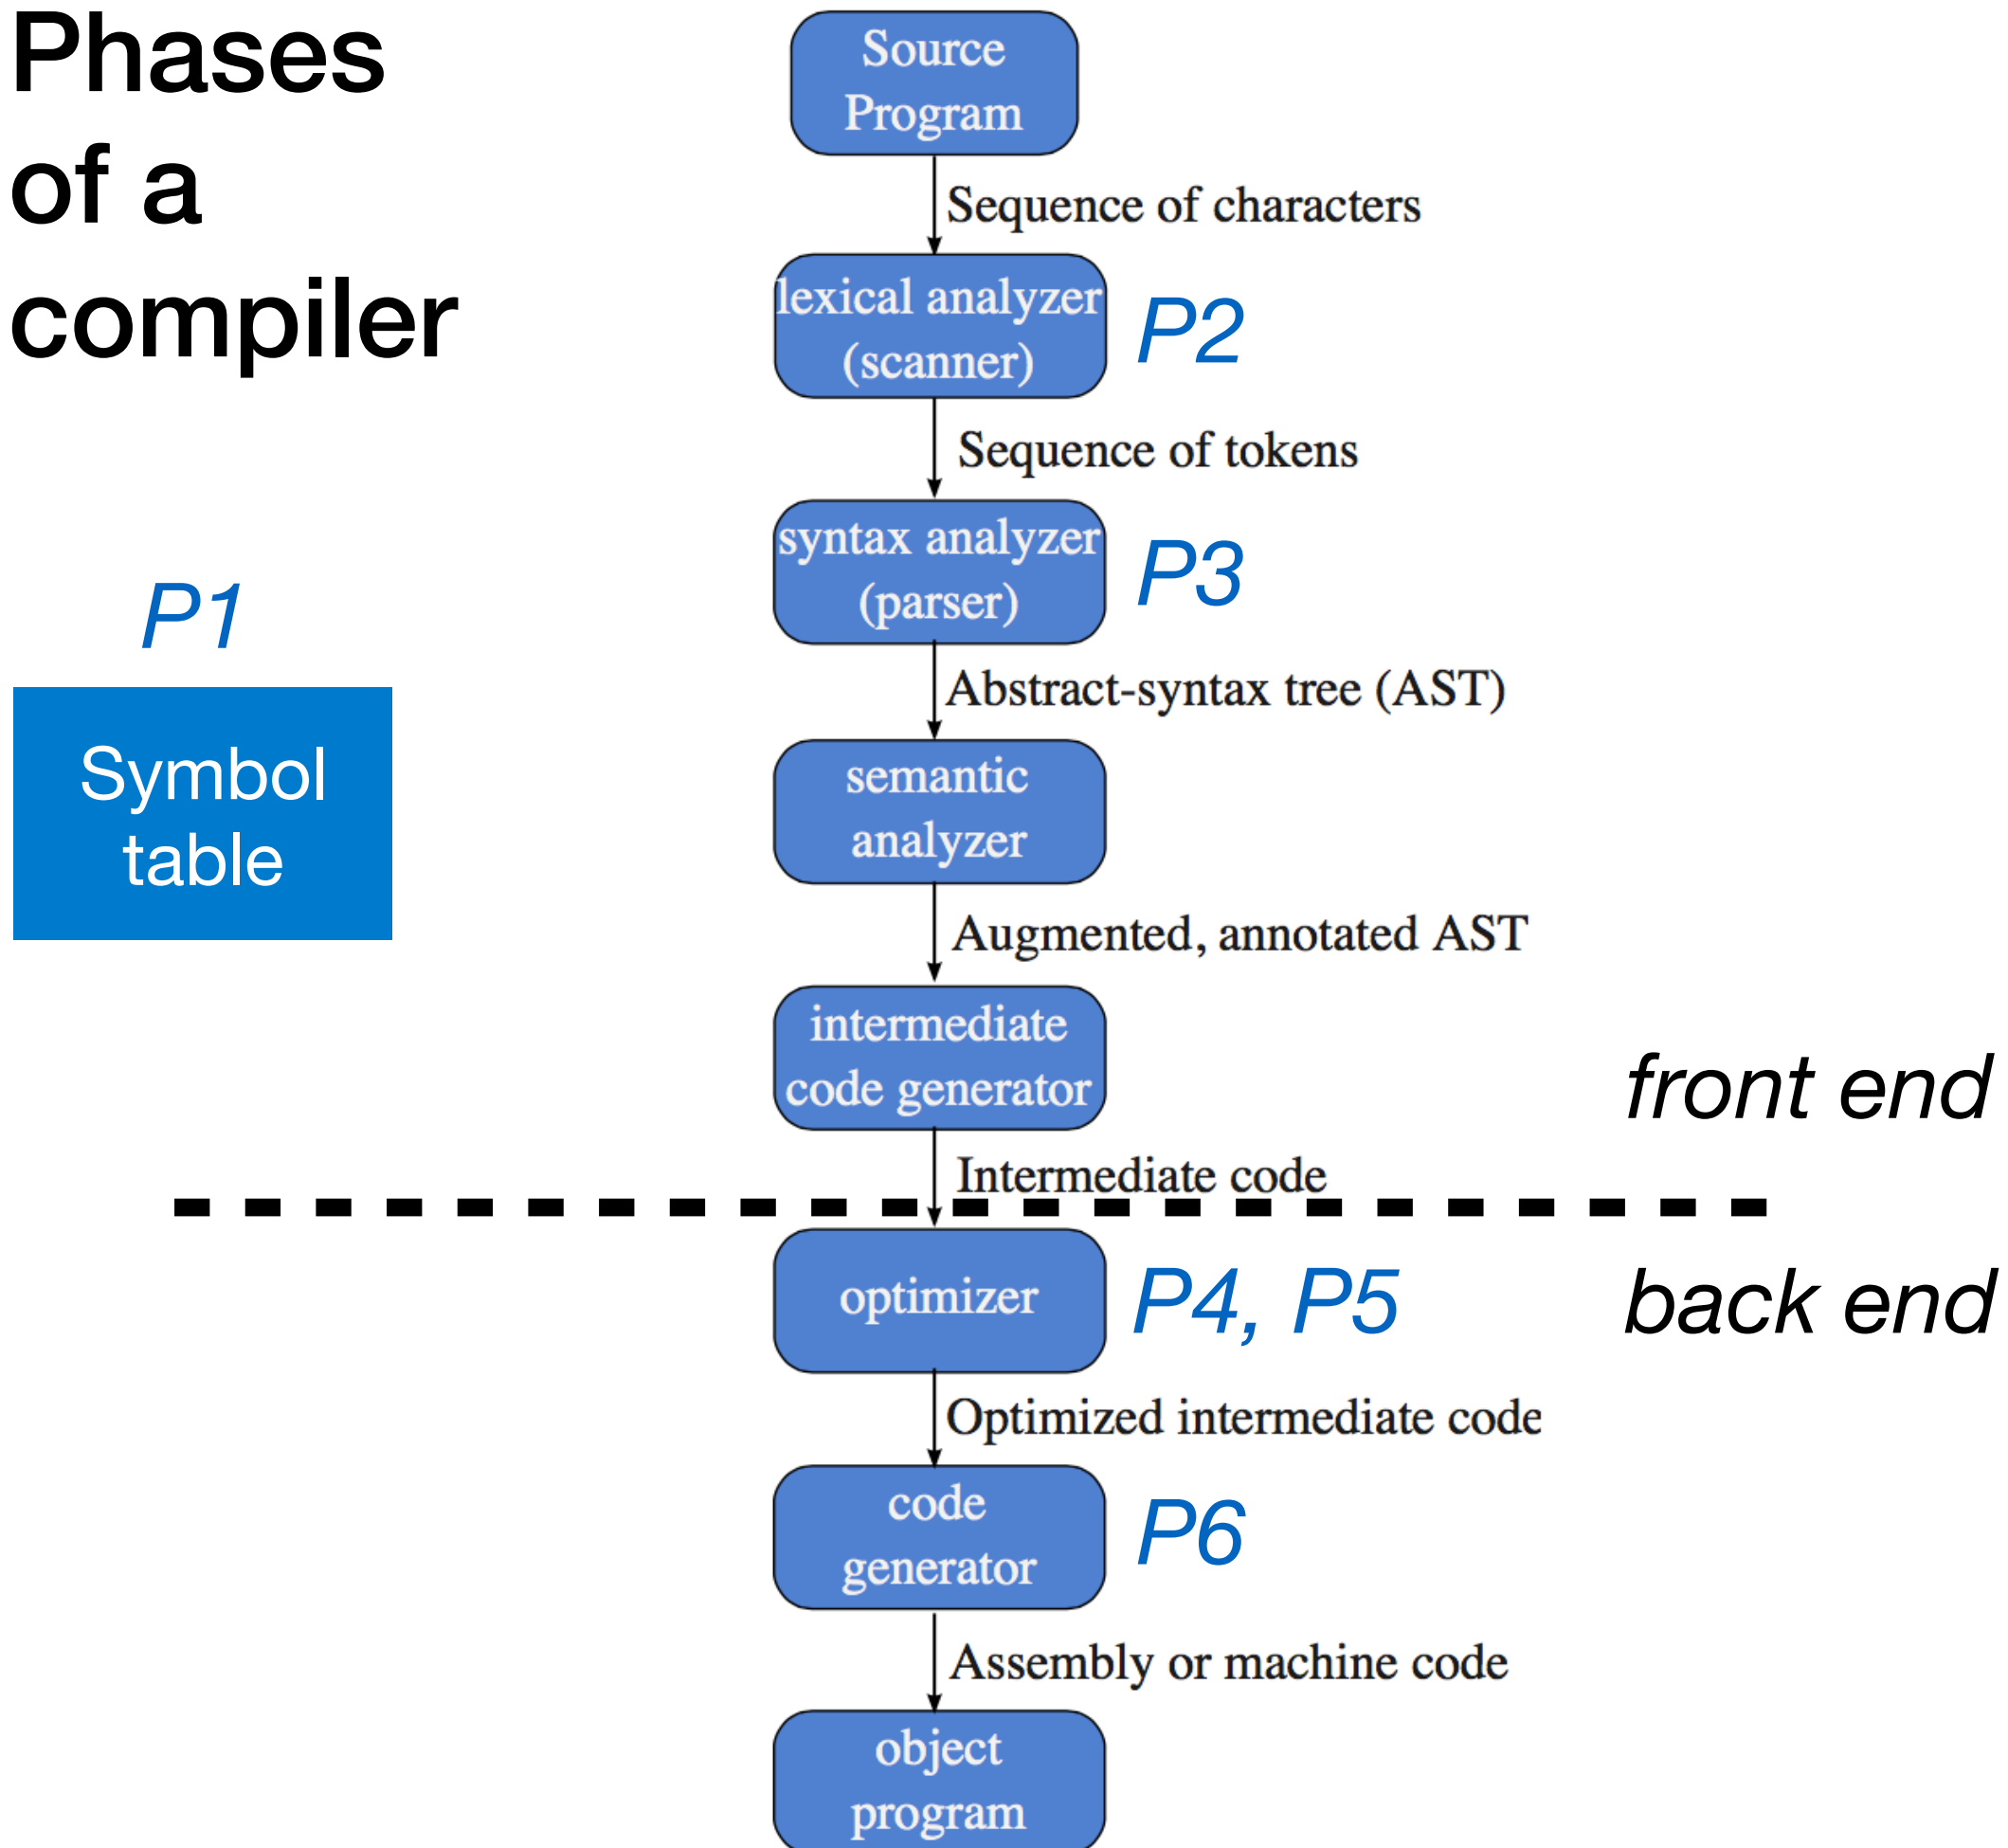 Phases
of a
compiler
Source
Program
Sequence of characters
lexical analyzer
(scanner)
P2
Sequence of tokens
syntax analyzer
(parser)
P3
P1
Symbol
table
Abstract-syntax tree (AST)
semantic
analyzer
Augmented, annotated AST
intermediate
code generator
front end
Intermediate code
optimizer
P4, P5
back end
Optimized intermediate code
code
generator
P6
Assembly or machine code
object
program